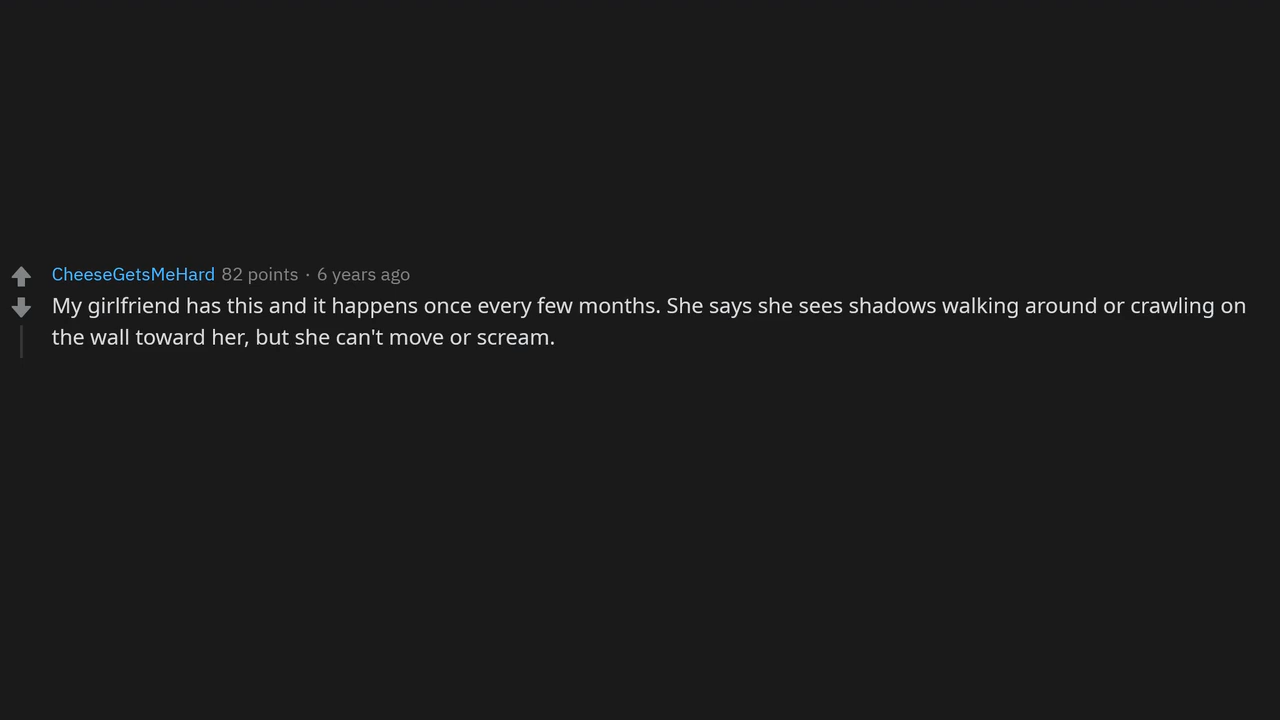 CheeseGetsMeHard 82 points · 6 years ago
My girlfriend has this and it happens once every few months. She says she sees shadows walking around or crawling on
the wall toward her, but she can't move or scream.